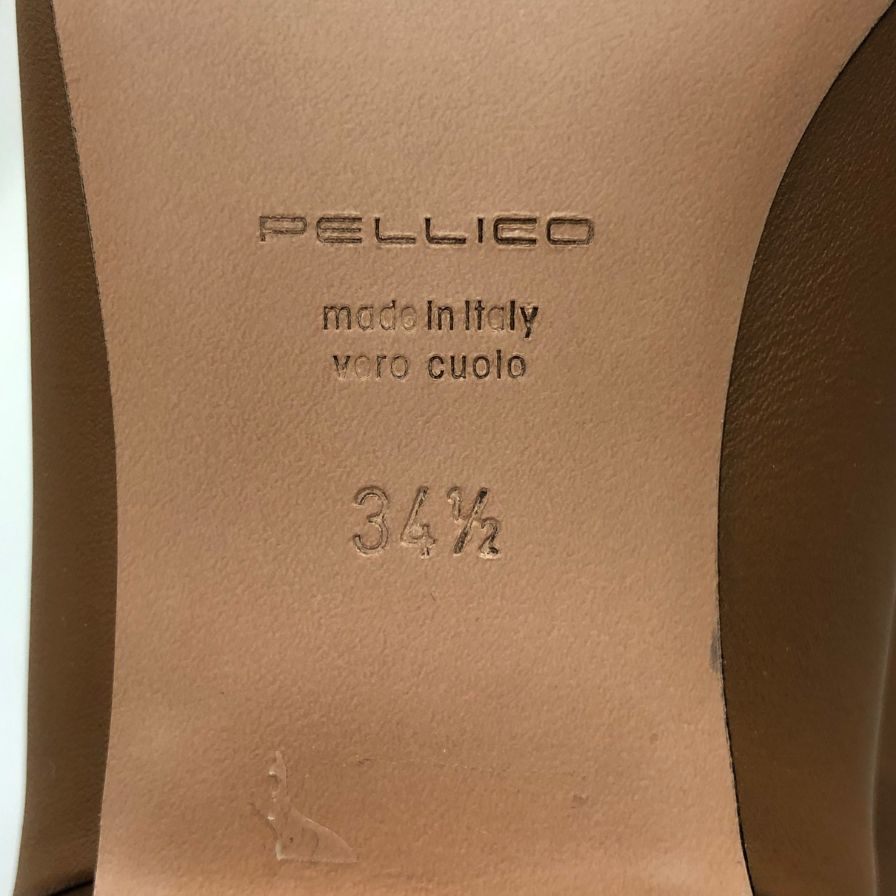 PELLICO
made in Italy
vero cuoio
34½